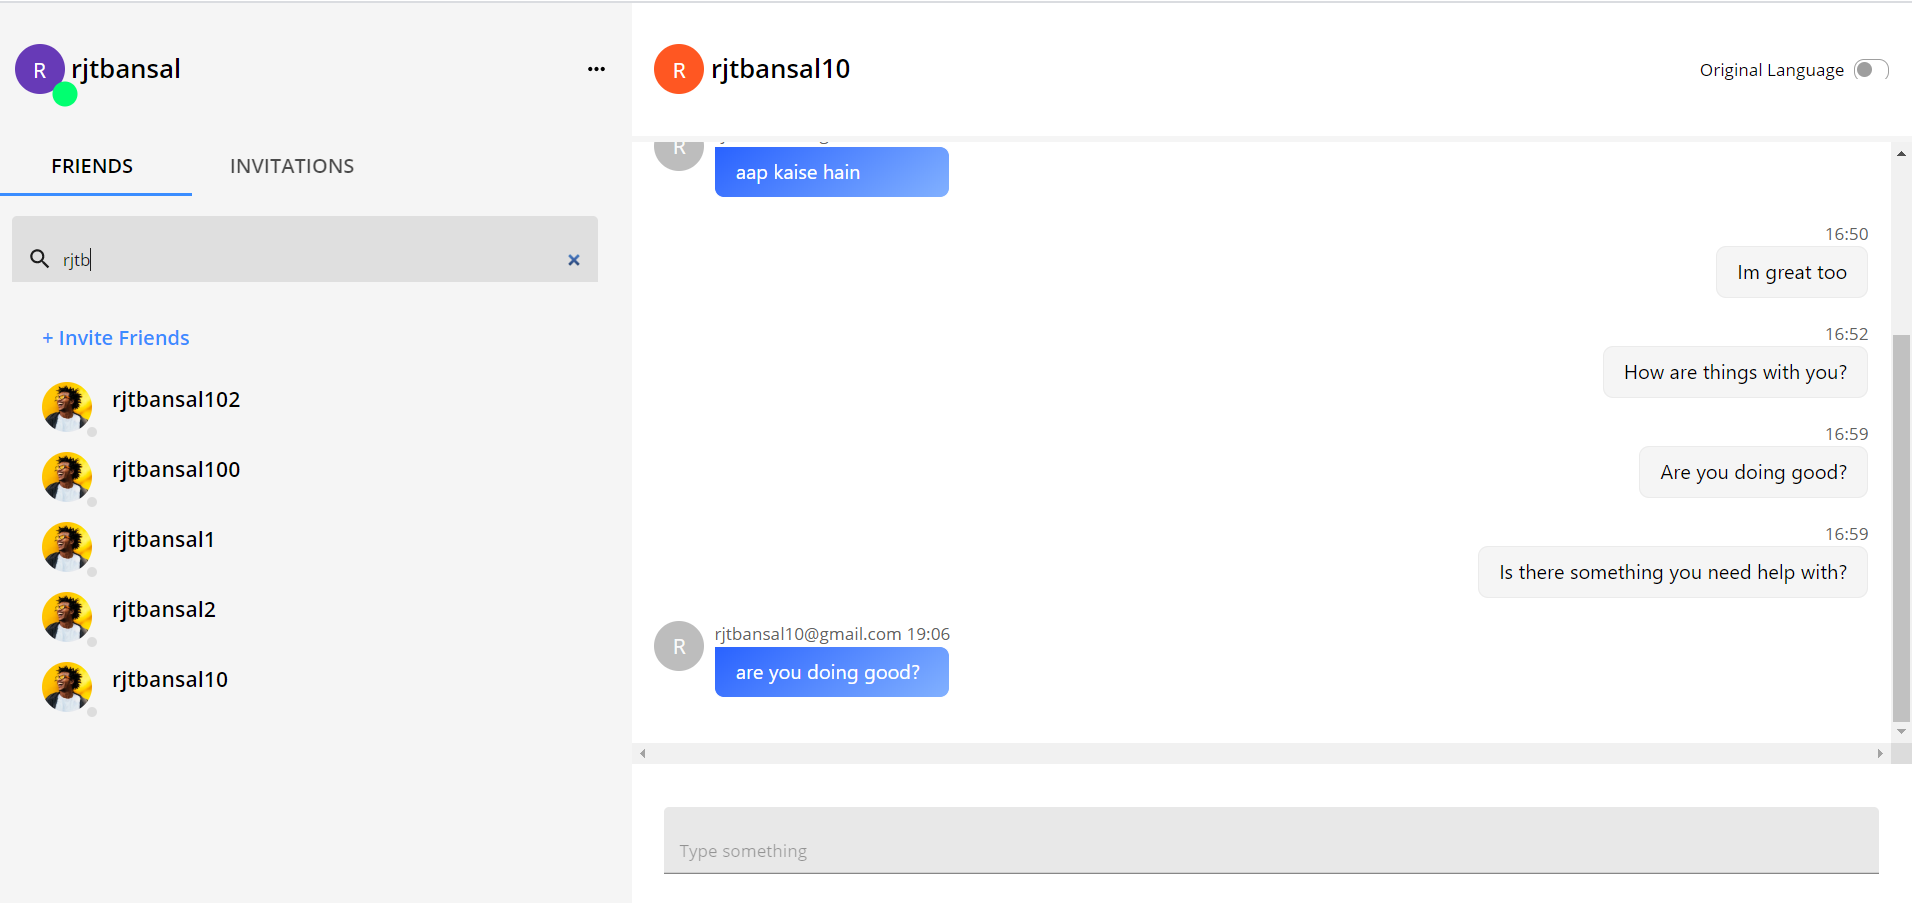 R rjtbansal
FRIENDS INVITATIONS
rjtb
+ Invite Friends
rjtbansal102
rjtbansal100
rjtbansal1
rjtbansal2
rjtbansal10
R rjtbansal10
Original Language
R
aap kaise hain
16:50
Im great too
16:52
How are things with you?
16:59
Are you doing good?
16:59
Is there something you need help with?
R rjtbansal10@gmail.com 19:06
are you doing good?
Type something